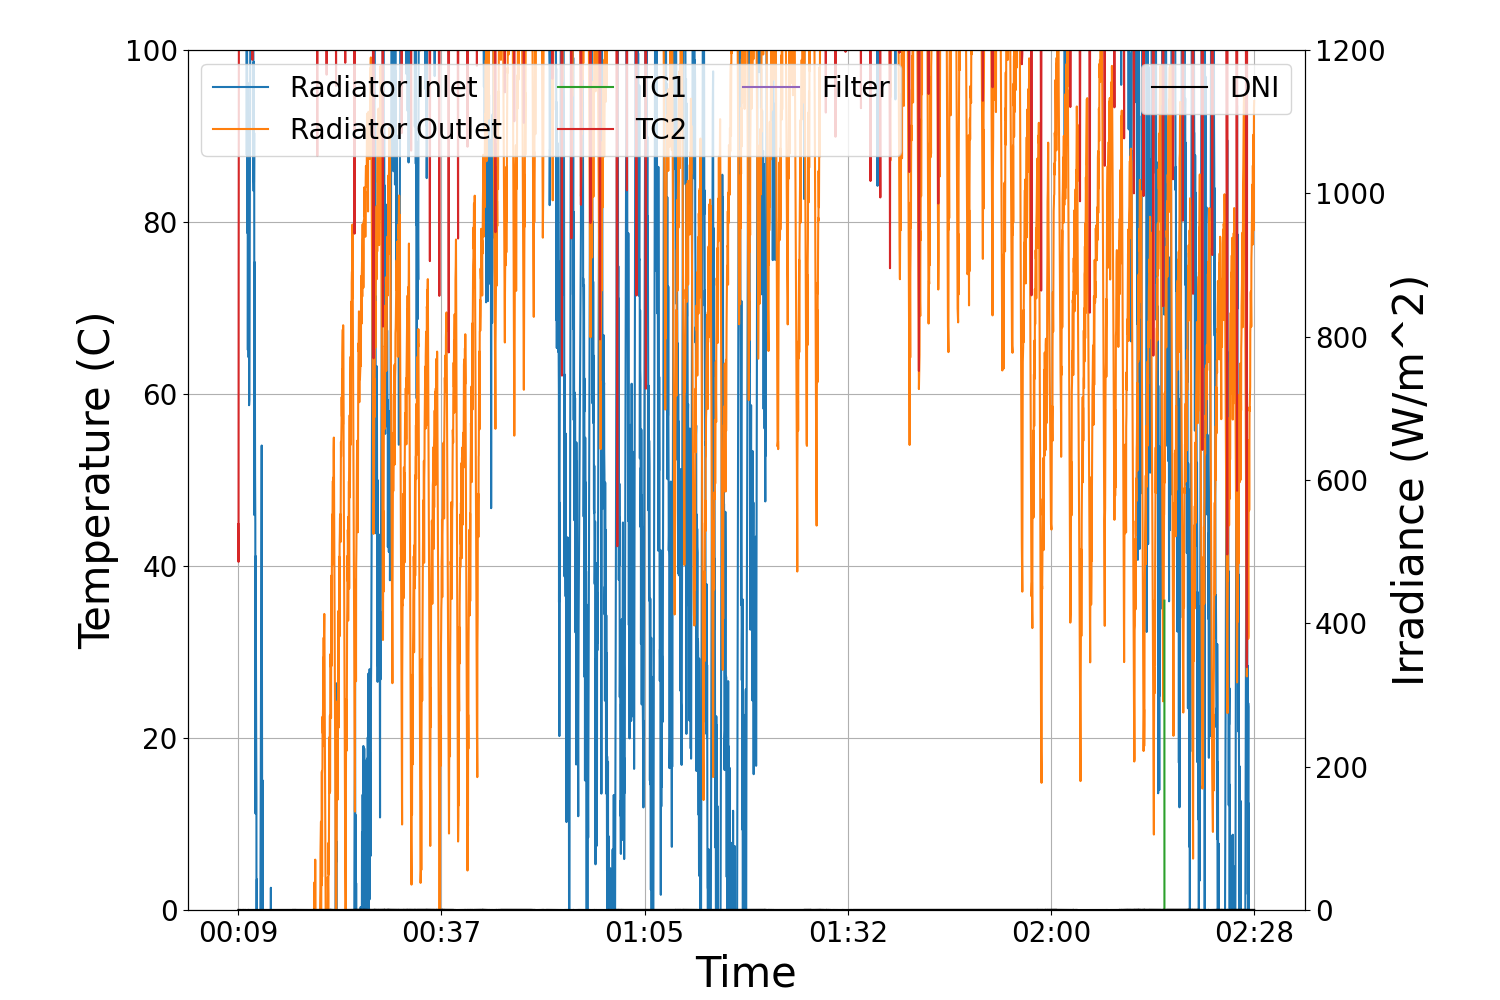 100
80
60
40
20
0
Temperature (C)
Radiator Inlet
Radiator Outlet
TC1
TC2
Filter
DNI
1200
1000
800
600
400
200
0
Irradiance (W/m^2)
00:09 00:37 01:05 01:32 02:00 02:28
Time